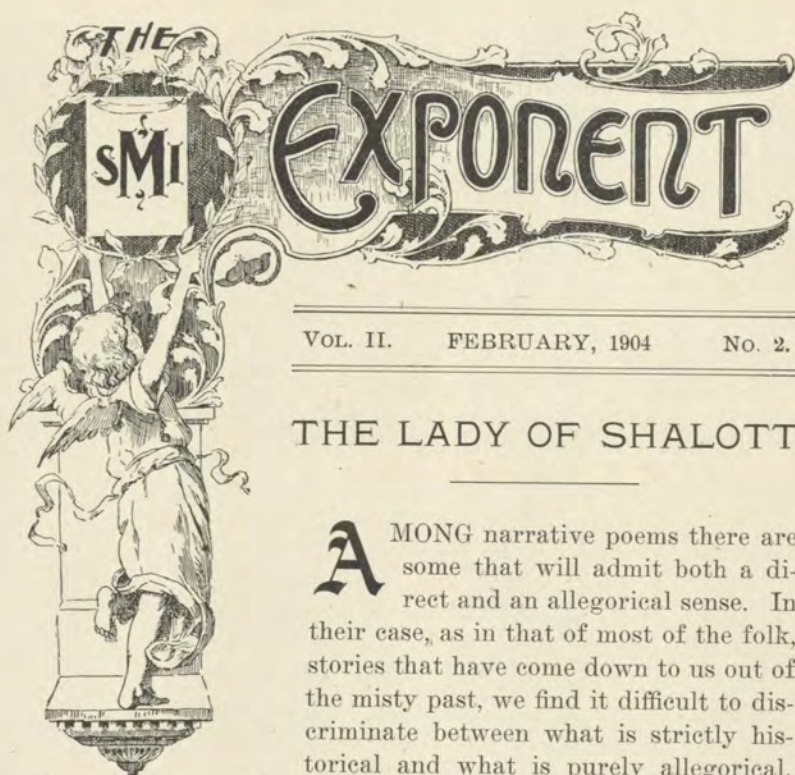 THE
SMI
EXPONENT
VOL. II. FEBRUARY, 1904 No. 2.
THE LADY OF SHALOTT
AMONG narrative poems there are
some that will admit both a di-
rect and an allegorical sense. In
their case, as in that of most of the folk,
stories that have come down to us out of
the misty past, we find it difficult to dis-
criminate between what is strictly his-
torical and what is purely allegorical.